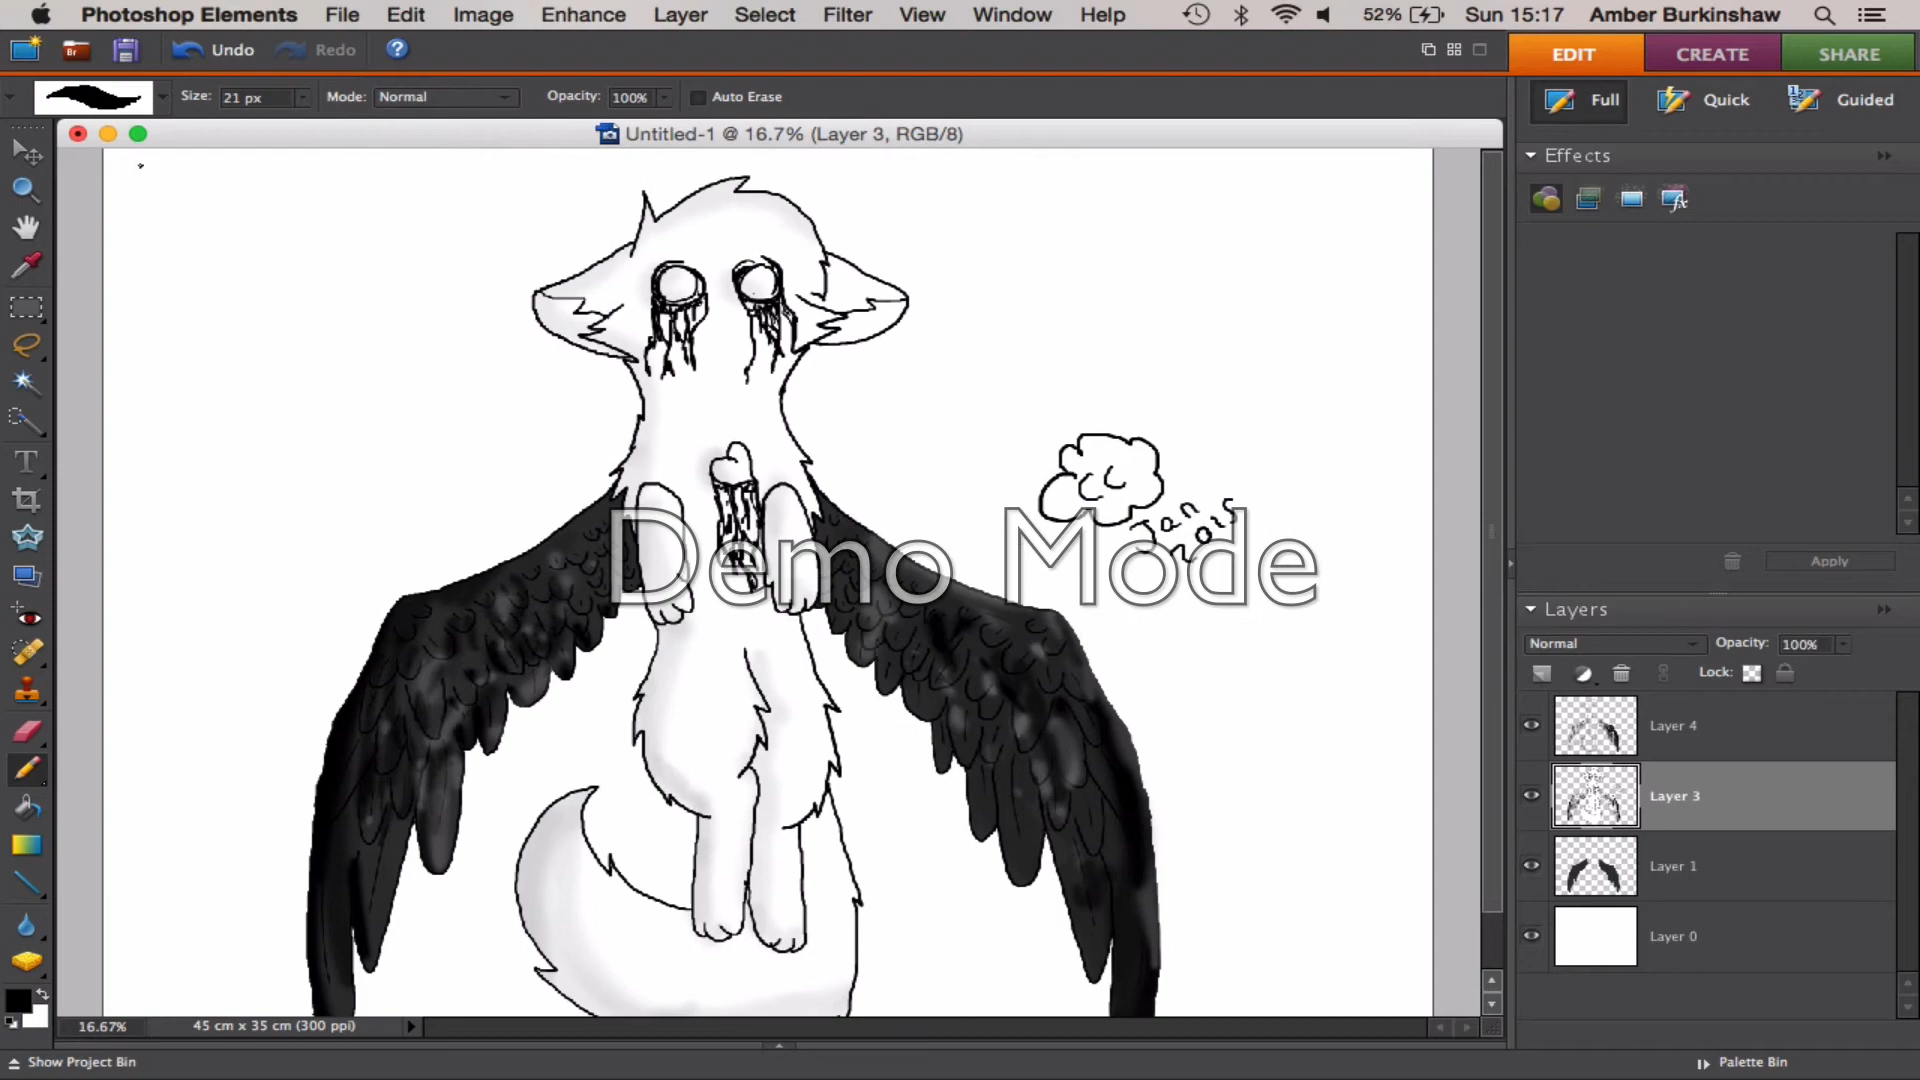 Photoshop Elements File Edit Image Enhance Layer Select Filter View Window Help 52% Sun 15:17 Amber Burkinshaw
Br Undo Redo ? EDIT CREATE SHARE
Size: 21 px Mode: Normal Opacity: 100% Auto Erase Full Quick Guided
Untitled-1 @ 16.7% (Layer 3, RGB/8)
Effects
fx
Jan
2015
Demo Mode
Apply
Layers
Normal Opacity: 100%
Lock:
Layer 4
Layer 3
Layer 1
Layer 0
16.67% 45 cm x 35 cm (300 ppi)
Show Project Bin Palette Bin